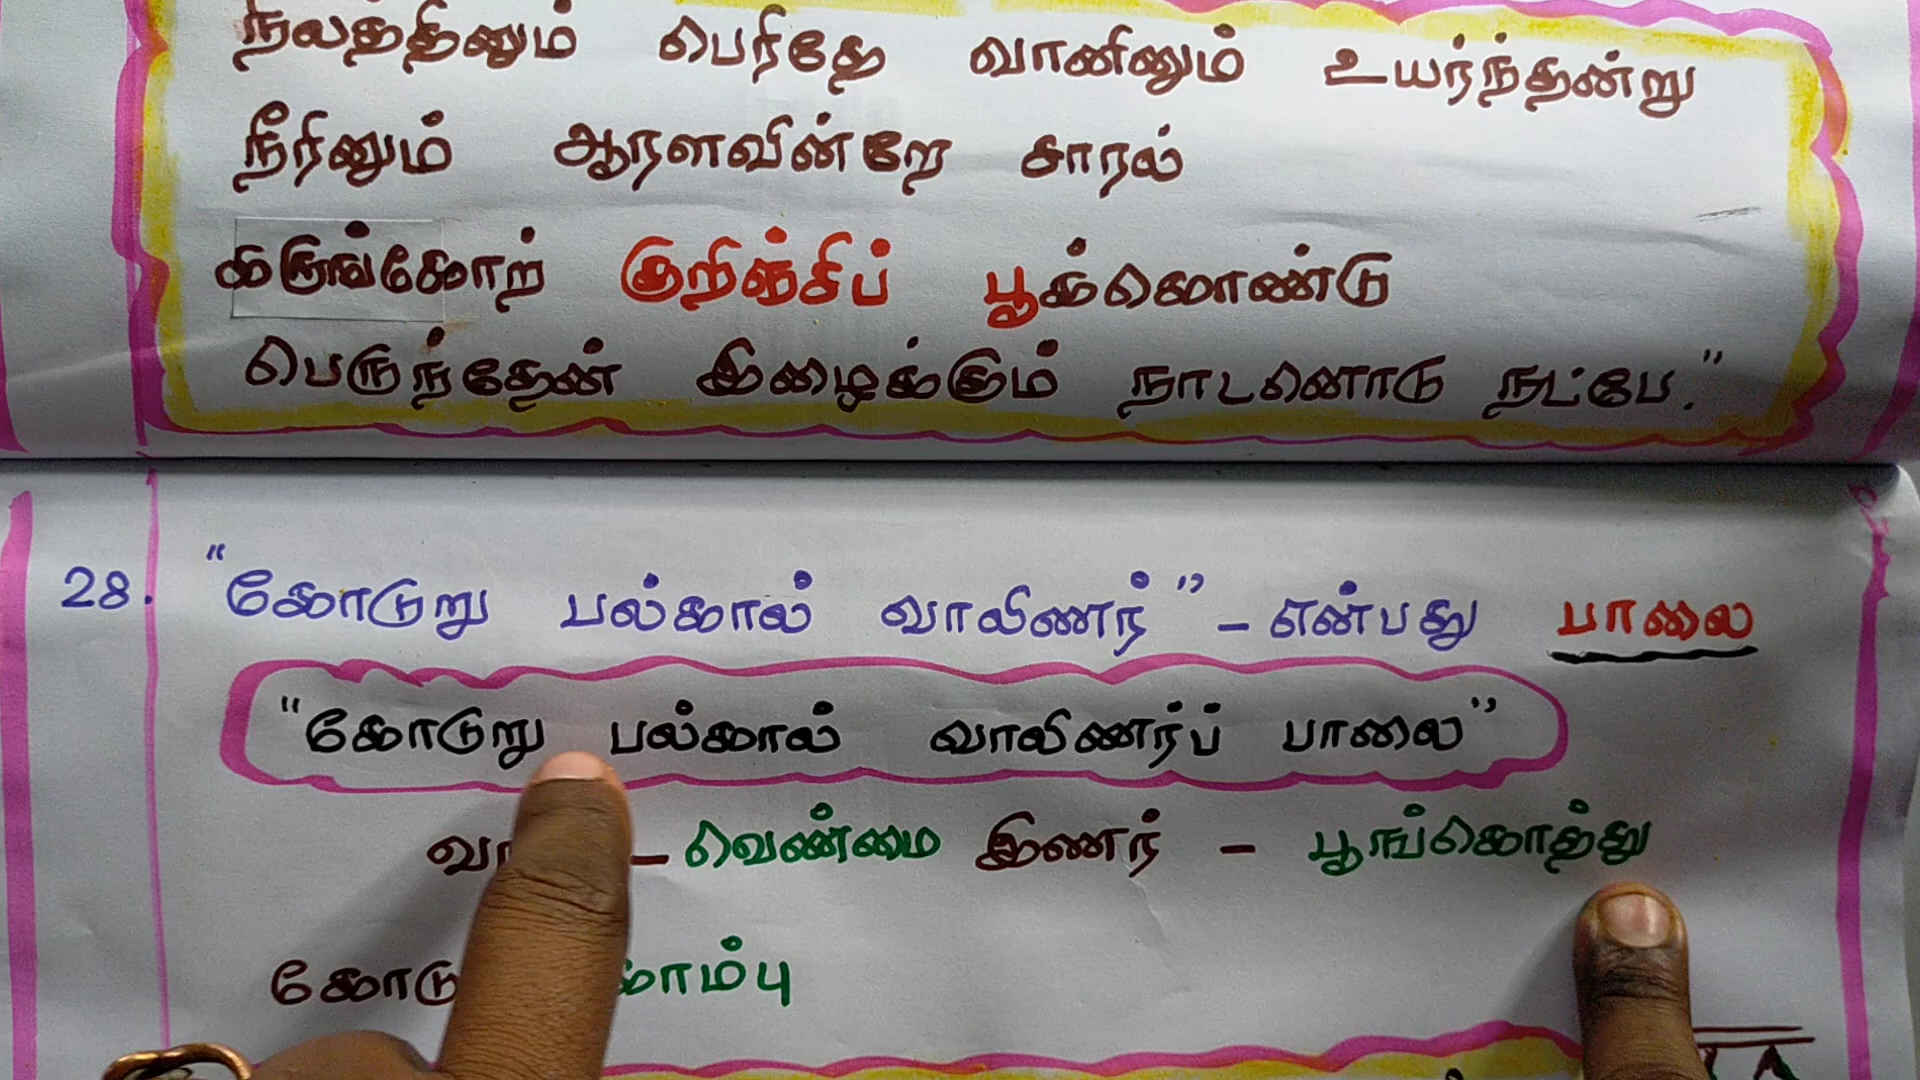 நிலத்தினும் பெரிதே வானினும் உயர்ந்தன்று
நீரினும் ஆரளவின்றே சாரல்
கருங்கோற் குறிஞ்சிப் பூக்கொண்டு
பெருந்தேன் இழைக்கும் நாடனொடு நட்பே."
28. "கோடுறு பல்கால் வாலிணர்" - என்பது பாலை
"கோடுறு பல்கால் வாலிணர்ப் பாலை"
- வெண்மை இணர் - பூங்கொத்து